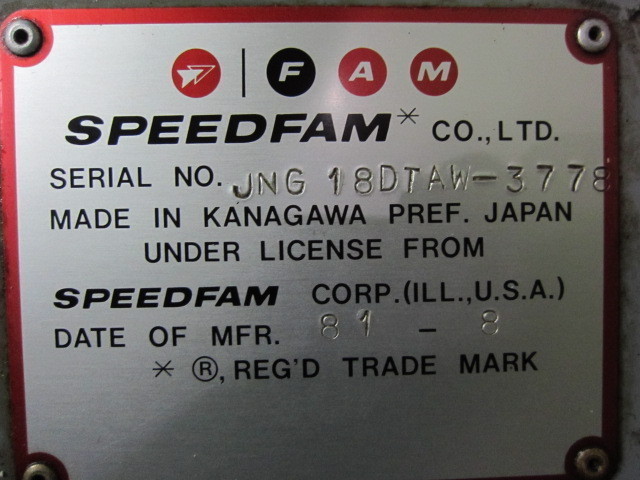 FAM
SPEEDFAM* CO.,LTD.
SERIAL NO. JNG 18DTAW-3778
MADE IN KANAGAWA PREF. JAPAN
UNDER LICENSE FROM
SPEEDFAM CORP.(ILL.,U.S.A.)
DATE OF MFR. 81 - 8
* ®, REG'D TRADE MARK